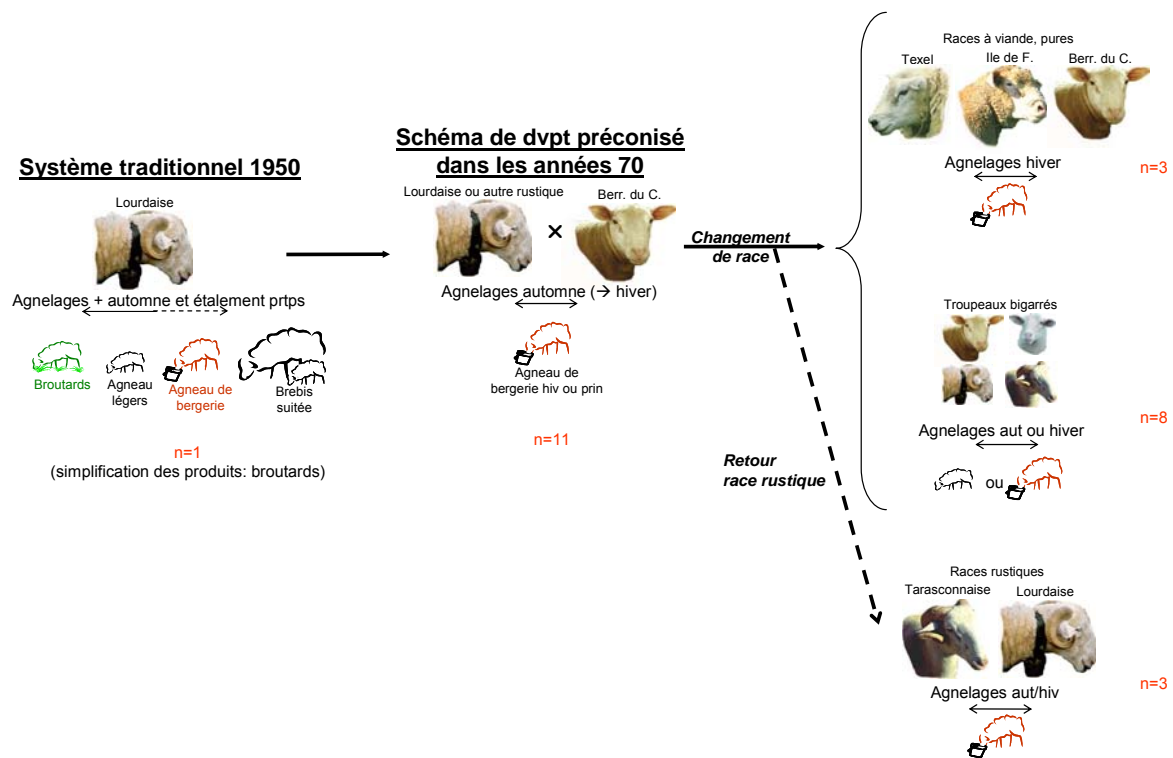 Système traditionnel 1950
Lourdaise
Agnelages + automne et étalement prtps
Broutards
Agneau
légers
Agneau de
bergerie
Brebis
suitée
n=1
(simplification des produits: broutards)
Schéma de dvpt préconisé
dans les années 70
Lourdaise ou autre rustique
Berr. du C.
×
Agnelages automne (→ hiver)
Agneau de
bergerie hiv ou prin
n=11
Changement
de race
Retour
race rustique
Races à viande, pures
Texel
Ile de F.
Berr. du C.
Agnelages hiver
n=3
Troupeaux bigarrés
Agnelages aut ou hiver
ou
n=8
Races rustiques
Tarasconnaise
Lourdaise
Agnelages aut/hiv
n=3